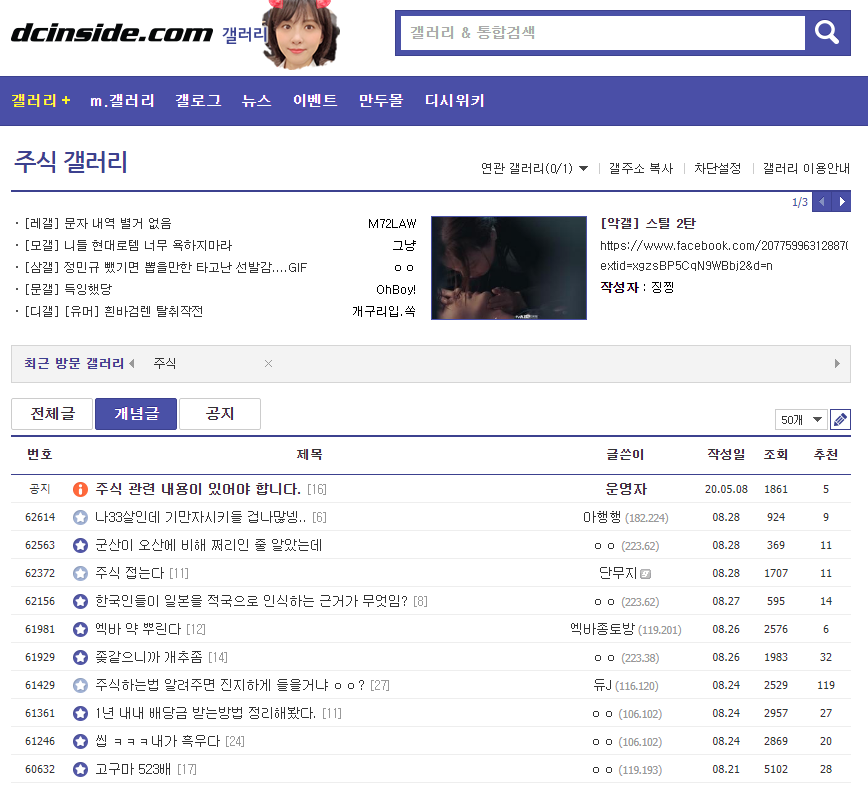 dcinside.com 갤러리
갤러리 & 통합검색
갤러리 + m.갤러리 갤로그 뉴스 이벤트 만두몰 디시위키
주식 갤러리
연관 갤러리(0/1) 갤주소 복사 차단설정 갤러리 이용안내
1/3
· [레갤] 문자 내역 별거 없음 M72LAW
· [모갤] 니들 현대로템 너무 욕하지마라 그냥
· [삼갤] 정민규 뺐기면 뽑을만한 타고난 선발감....GIF ㅇㅇ
· [문갤] 득잉했당 OhBoy!
· [디갤] [유머] 흰바검렌 탈취작전 개구리입.쏙
[악갤] 스틸 2탄
https://www.facebook.com/2077599631288
extid=xgzsBP5CqN9WBbj2&d=n
작성자 : 징찡
최근 방문 갤러리 주식
전체글 개념글 공지
50개
번호 제목 글쓴이 작성일 조회 추천
공지 주식 관련 내용이 있어야 합니다. [16] 운영자 20.05.08 1861 5
62614 나33살인데 기만자시키들 겁나많넹.. [6] 아행행 (182.224) 08.28 924 9
62563 군산이 오산에 비해 쩌리인 줄 알았는데 ㅇㅇ (223.62) 08.28 369 11
62372 주식 접는다 [11] 단무지 08.28 1707 11
62156 한국인들이 일본을 적국으로 인식하는 근거가 무엇임? [8] ㅇㅇ (223.62) 08.27 595 14
61981 엑바 약 뿌린다 [12] 엑바종토방 (119.201) 08.26 2576 6
61929 좆같으니까 개추좀 [14] ㅇㅇ (223.38) 08.26 1983 32
61429 주식하는법 알려주면 진지하게 들을거냐 ㅇㅇ? [27] 듀J (116.120) 08.24 2529 119
61361 1년 내내 배당금 받는방법 정리해봤다. [11] ㅇㅇ (106.102) 08.24 2957 27
61246 씹 ㅋㅋㅋ내가 흑우다 [24] ㅇㅇ (106.102) 08.24 2869 20
60632 고구마 523배 [17] ㅇㅇ (119.193) 08.21 5102 28